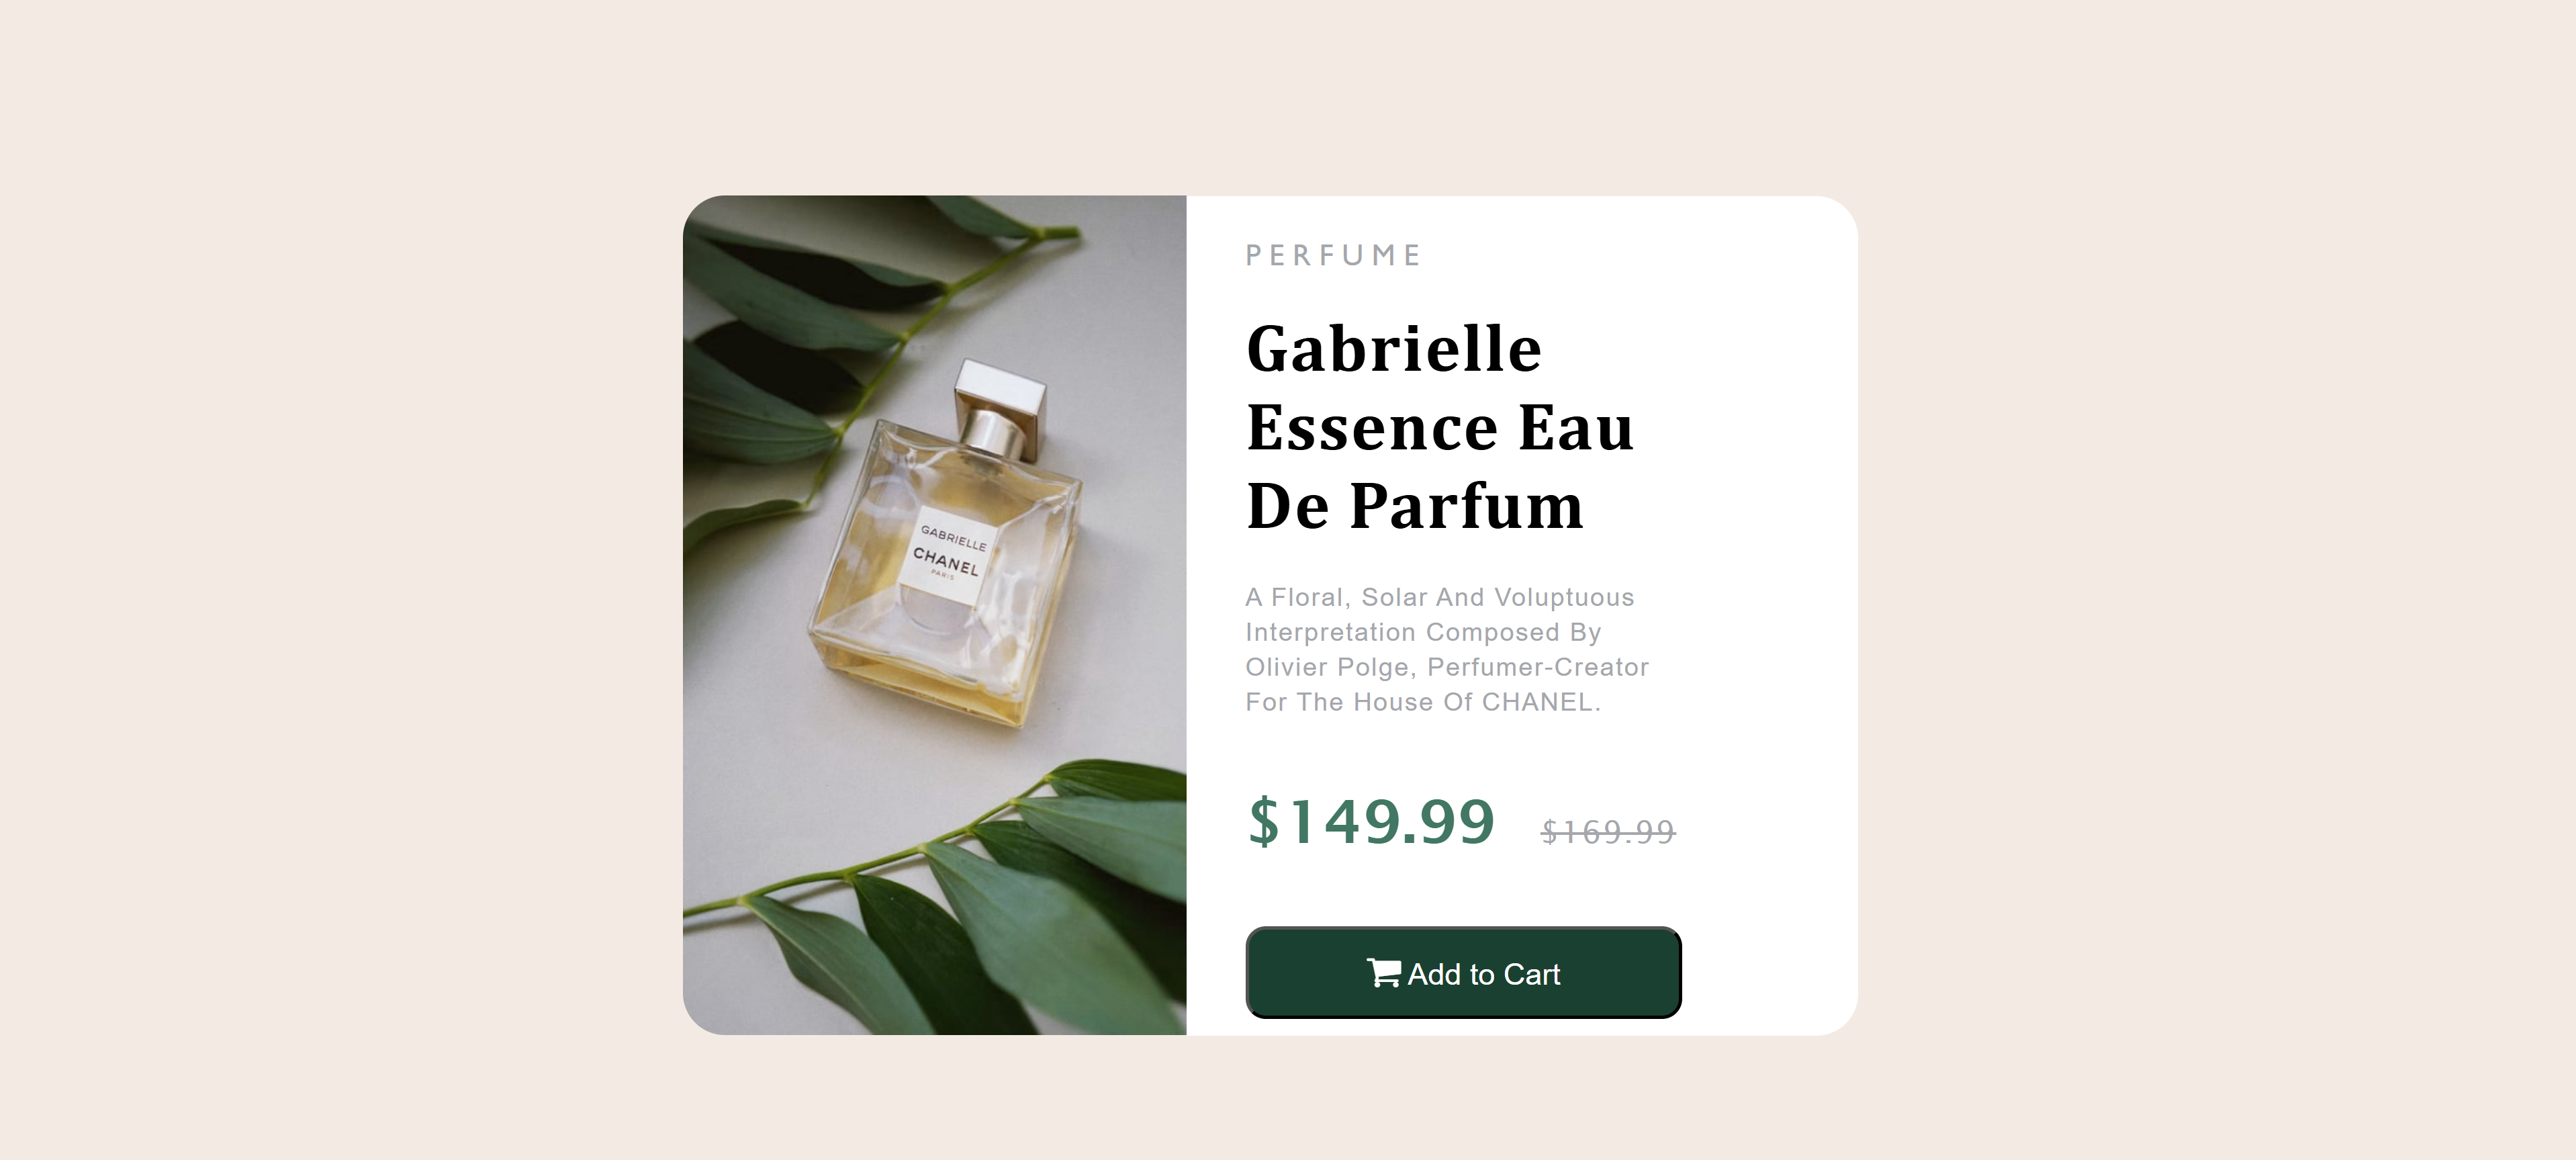 GABRIELLE
CHANEL
PARIS
PERFUME
Gabrielle
Essence Eau
De Parfum
A Floral, Solar And Voluptuous
Interpretation Composed By
Olivier Polge, Perfumer-Creator
For The House Of CHANEL.
$149.99 $169.99
Add to Cart